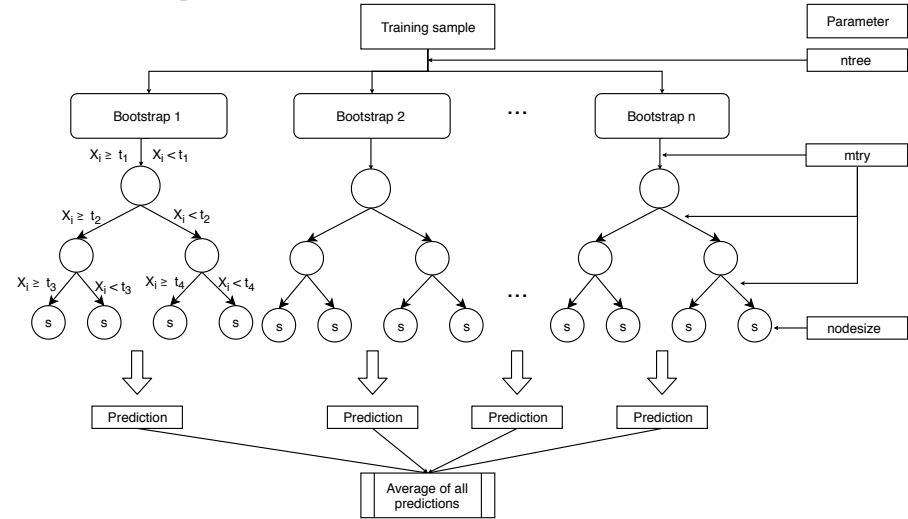 Training sample
Parameter
ntree
Bootstrap 1
Bootstrap 2
...
Bootstrap n
Xi ≥ t1
Xi < t1
mtry
Xi ≥ t2
Xi < t2
Xi ≥ t3
Xi < t3
Xi ≥ t4
Xi < t4
...
s s s s s s s s s s s s
nodesize
Prediction
Prediction
Prediction
Prediction
Average of all
predictions